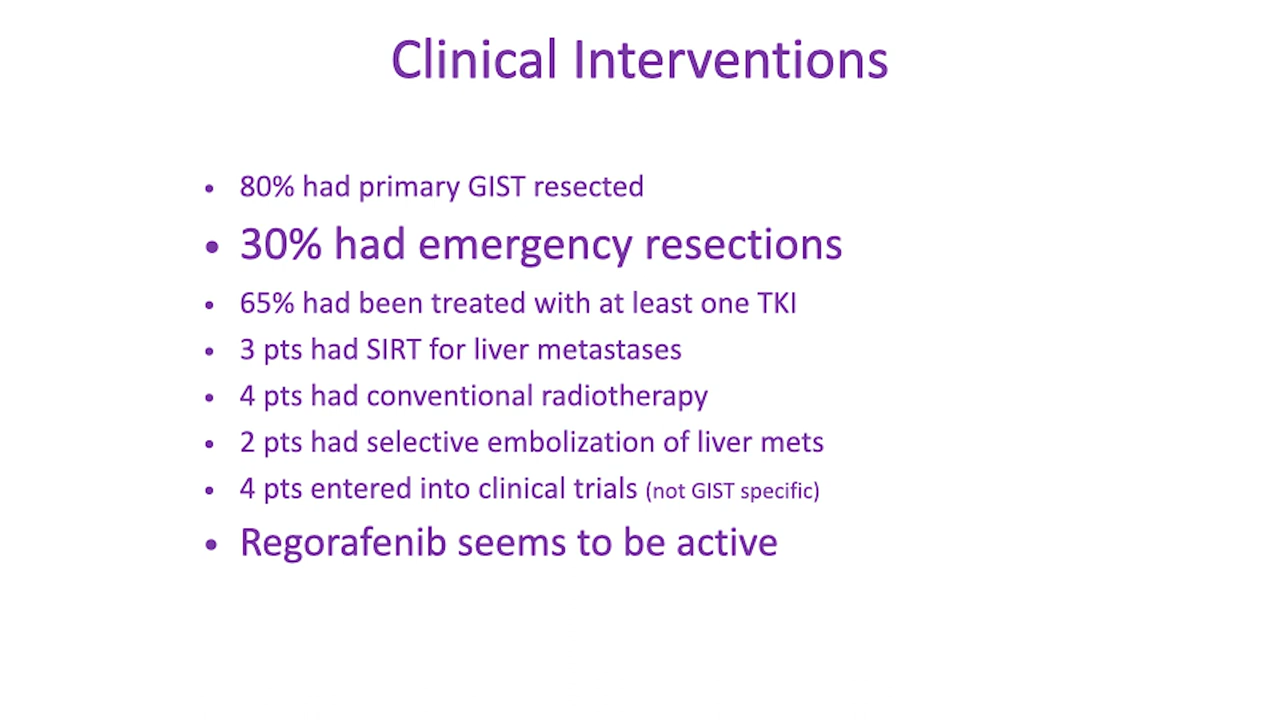 Clinical Interventions
• 80% had primary GIST resected
• 30% had emergency resections
• 65% had been treated with at least one TKI
• 3 pts had SIRT for liver metastases
• 4 pts had conventional radiotherapy
• 2 pts had selective embolization of liver mets
• 4 pts entered into clinical trials (not GIST specific)
• Regorafenib seems to be active